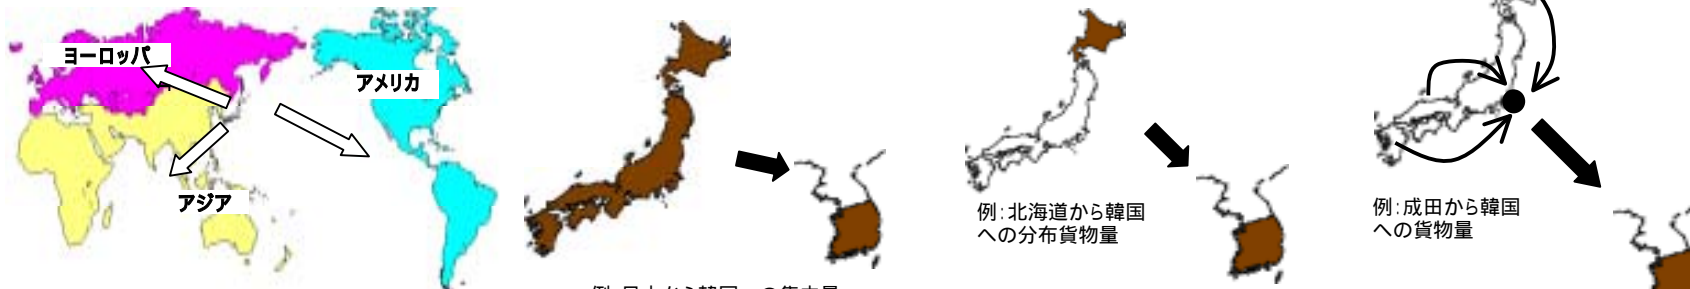 ヨーロッパ
アメリカ
アジア
例：北海道から韓国
への分布貨物量
例：成田から韓国
への貨物量